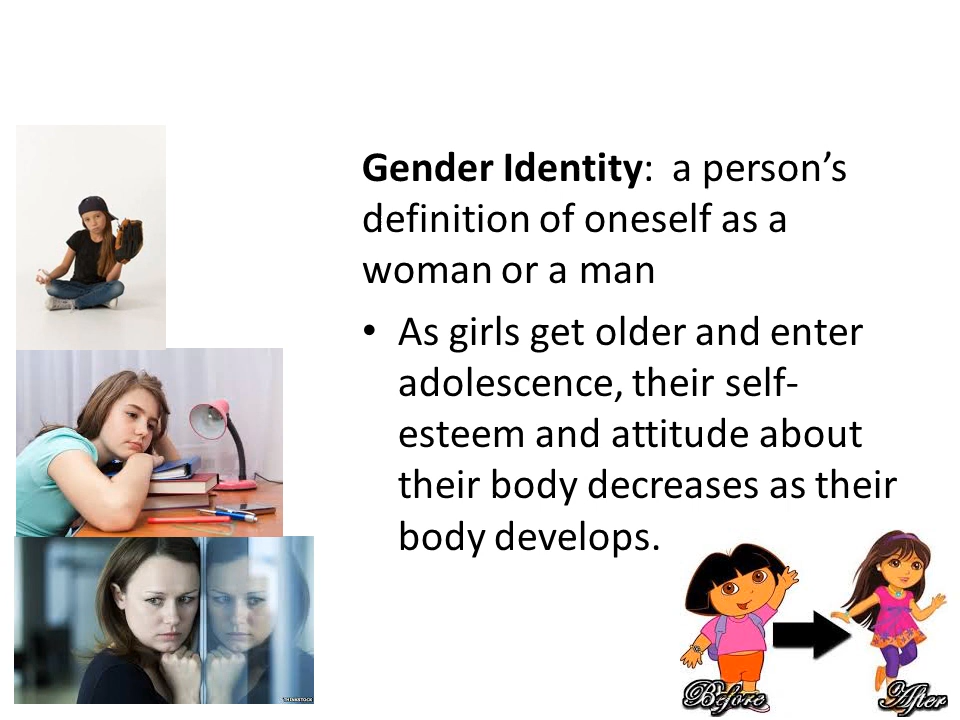 Gender Identity:  a person’s
definition of oneself as a
woman or a man
• As girls get older and enter
adolescence, their self-
esteem and attitude about
their body decreases as their
body develops.
THINKSTOCK
Before
After